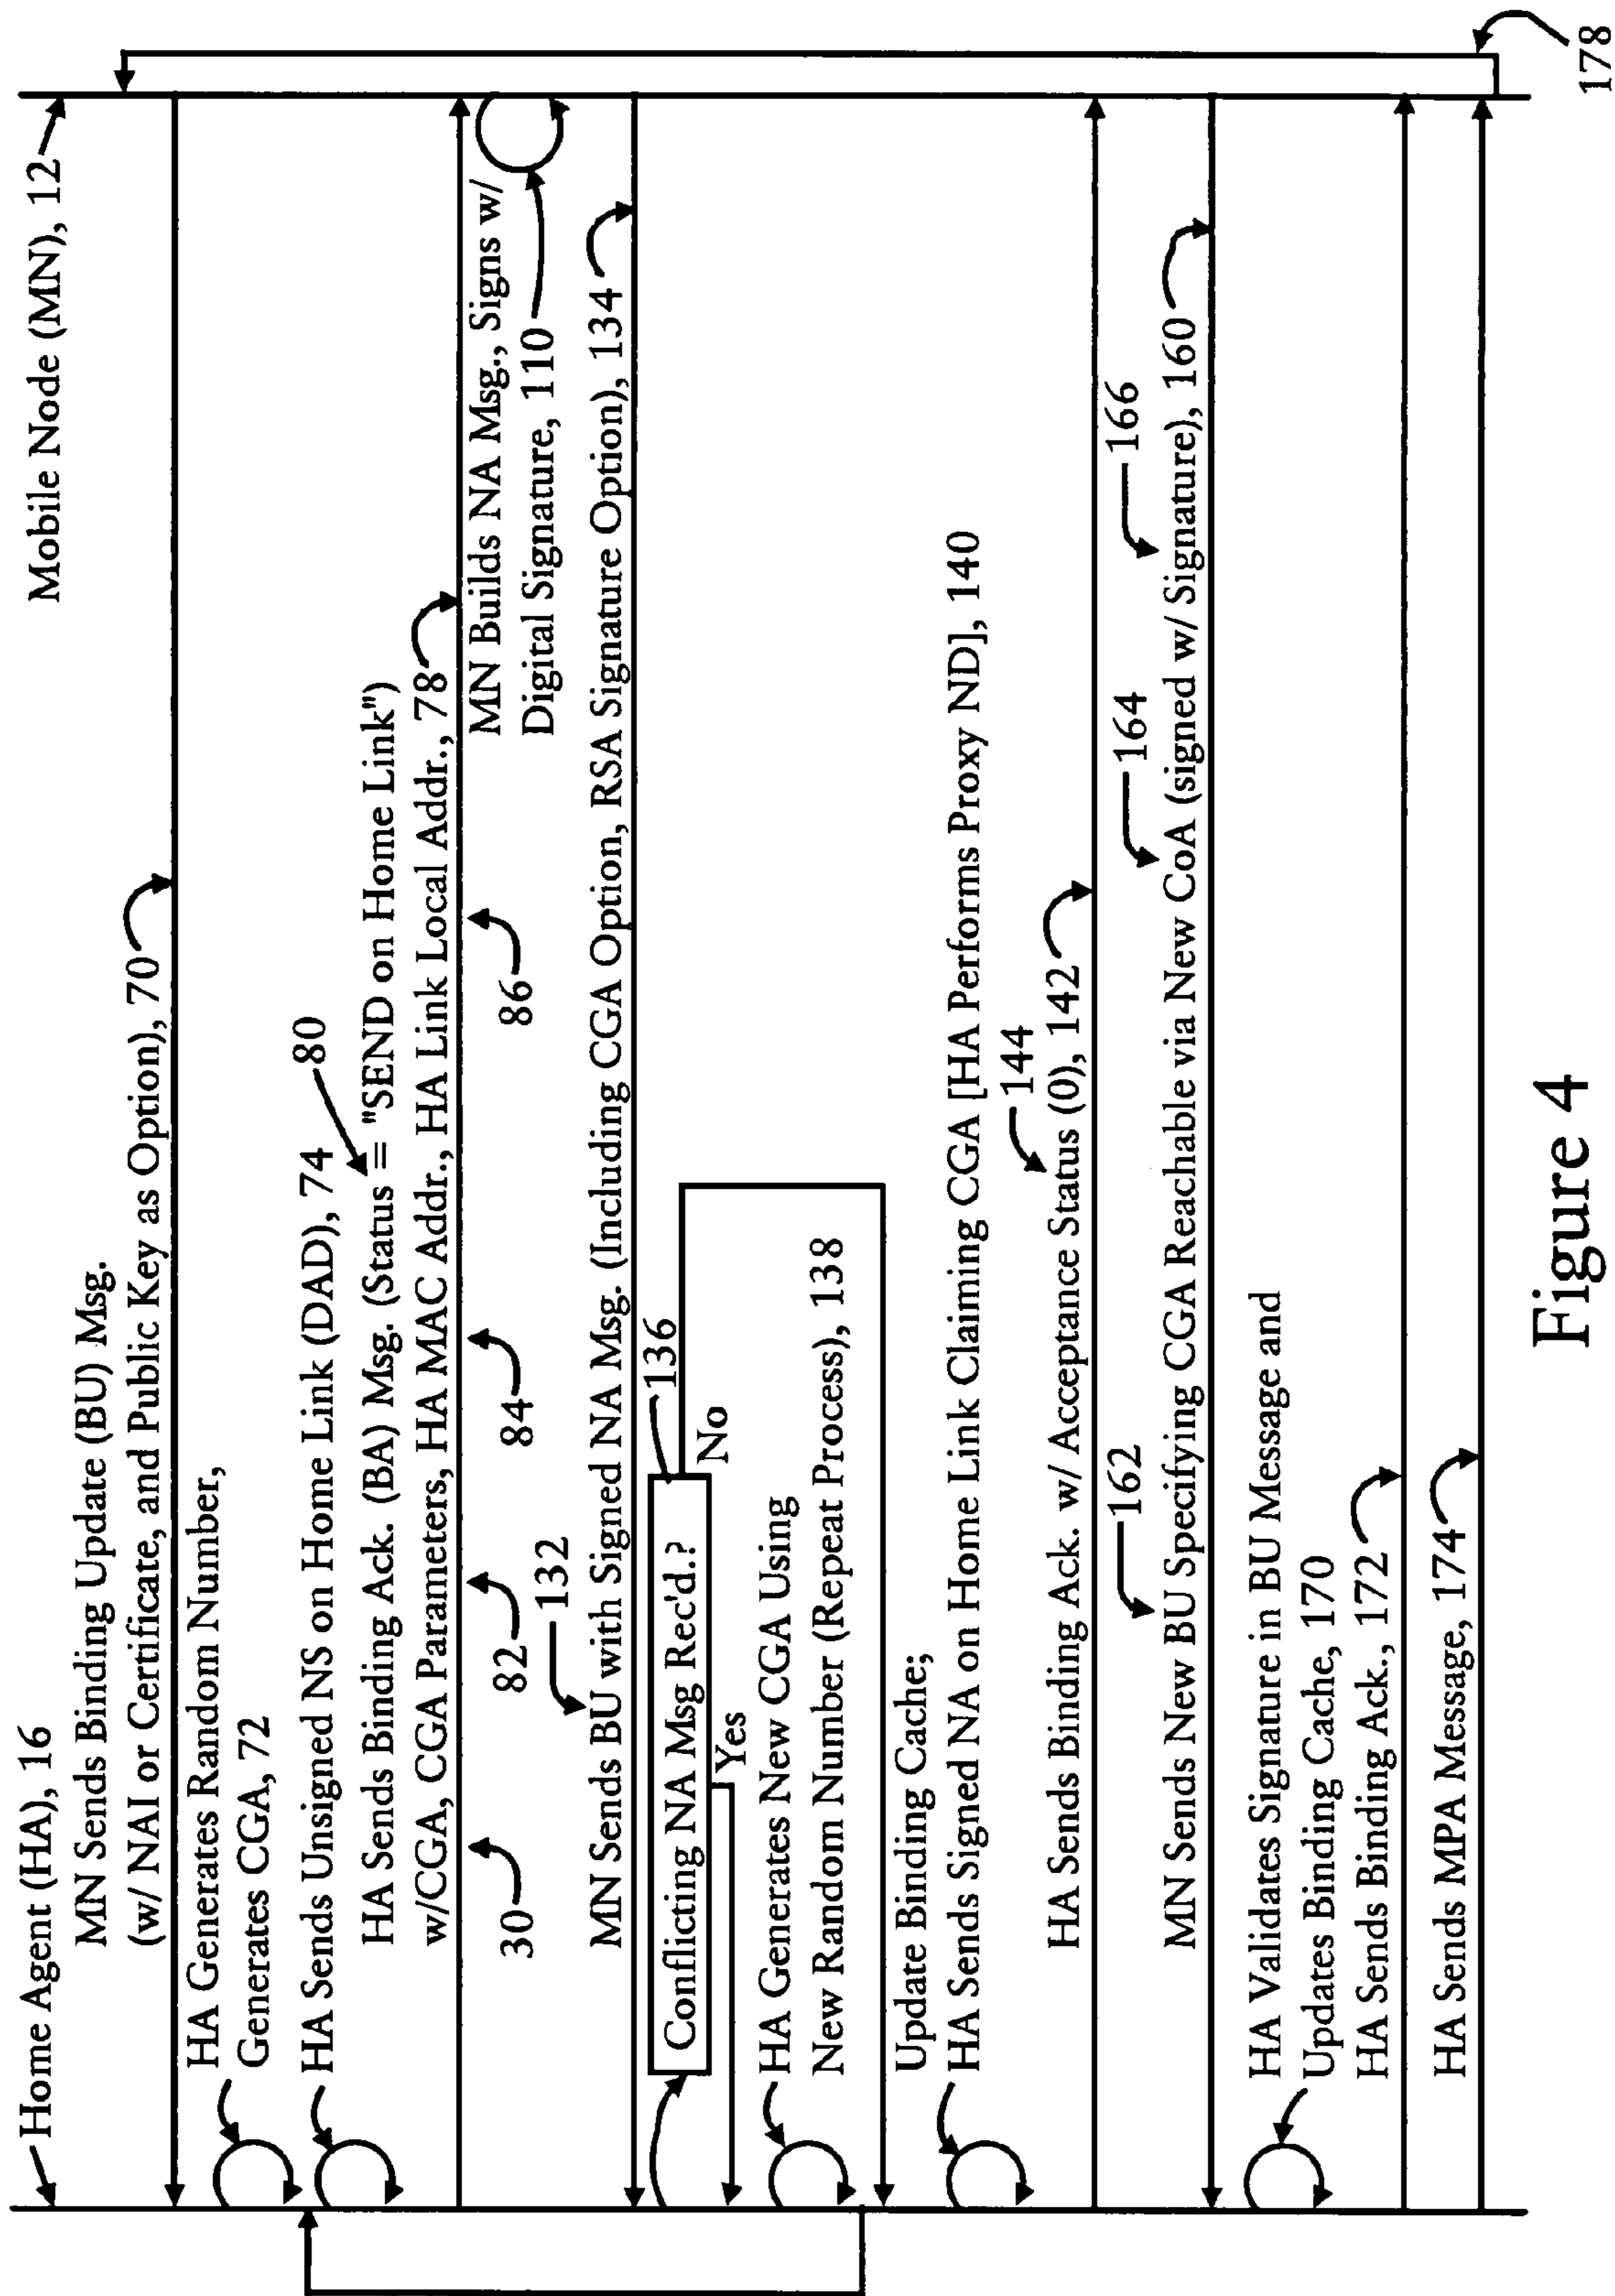 Home Agent (HA), 16
Mobile Node (MN), 12
MN Sends Binding Update (BU) Msg.
(w/ NAI or Certificate, and Public Key as Option), 70
HA Generates Random Number,
Generates CGA, 72
HA Sends Unsigned NS on Home Link (DAD), 74
80
HA Sends Binding Ack. (BA) Msg. (Status = "SEND on Home Link")
w/CGA, CGA Parameters, HA MAC Addr., HA Link Local Addr., 78
30
82
84
86
MN Builds NA Msg., Signs w/
Digital Signature, 110
132
MN Sends BU with Signed NA Msg. (Including CGA Option, RSA Signature Option), 134
136
Conflicting NA Msg Rec'd.?
No
Yes
HA Generates New CGA Using
New Random Number (Repeat Process), 138
Update Binding Cache;
HA Sends Signed NA on Home Link Claiming CGA [HA Performs Proxy ND], 140
144
HA Sends Binding Ack. w/ Acceptance Status (0), 142
162
164
166
MN Sends New BU Specifying CGA Reachable via New CoA (signed w/ Signature), 160
HA Validates Signature in BU Message and
Updates Binding Cache, 170
HA Sends Binding Ack., 172
HA Sends MPA Message, 174
178
Figure 4